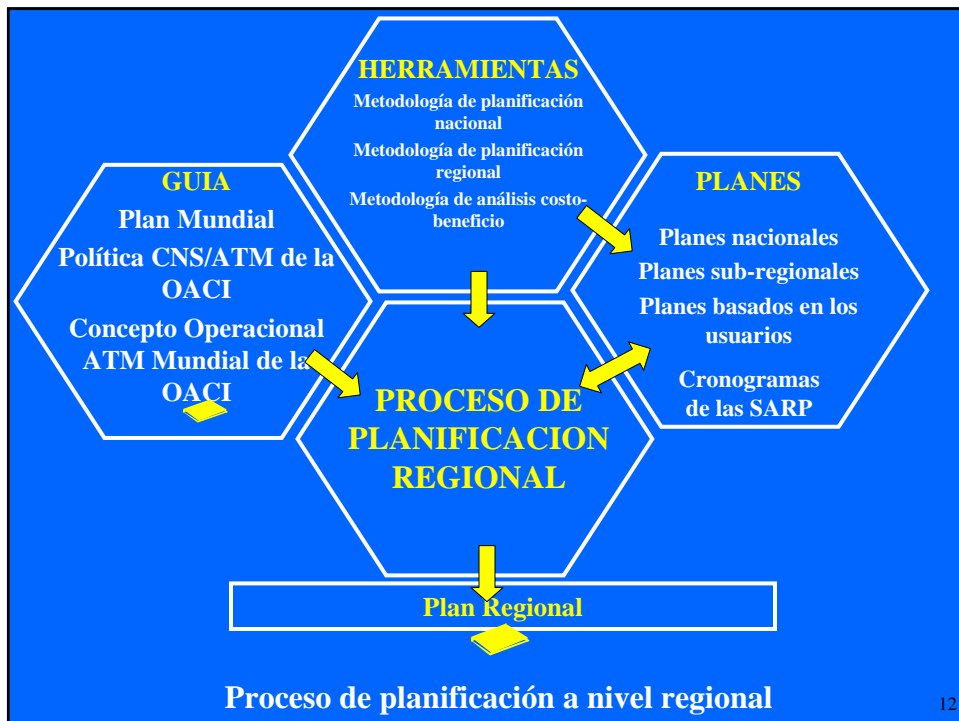 HERRAMIENTAS
Metodología de planificación
nacional
Metodología de planificación
regional
Metodología de análisis costo-
beneficio
GUIA
Plan Mundial
Política CNS/ATM de la
OACI
Concepto Operacional
ATM Mundial de la
OACI
PLANES
Planes nacionales
Planes sub-regionales
Planes basados en los
usuarios
Cronogramas
de las SARP
PROCESO DE
PLANIFICACION
REGIONAL
Plan Regional
Proceso de planificación a nivel regional
12